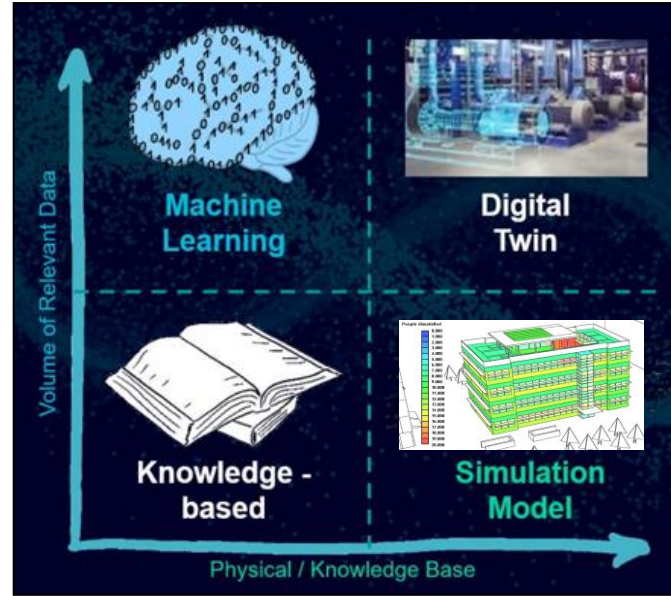 Machine
Learning
Digital
Twin
Volume of Relevant Data
Knowledge -
based
Simulation
Model
Physical / Knowledge Base